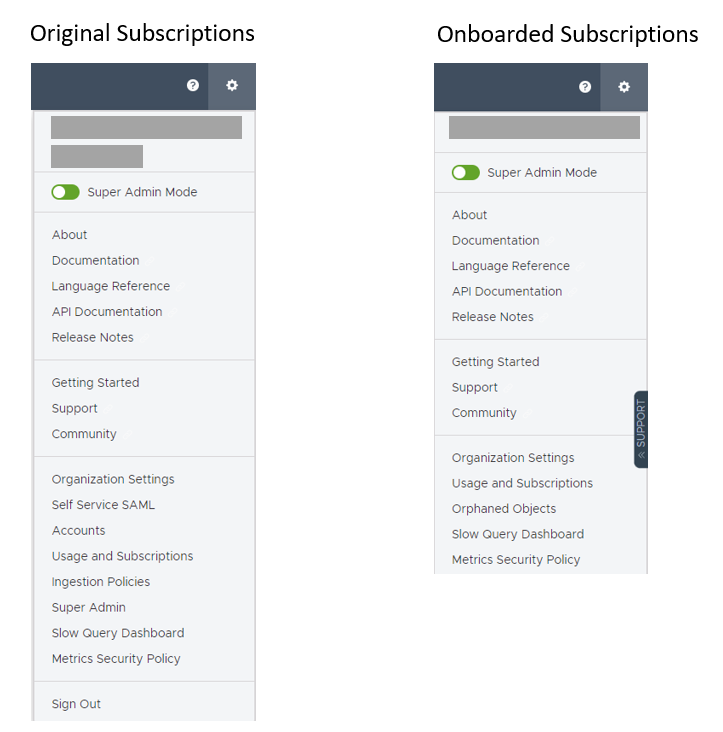 Original Subscriptions
?
Super Admin Mode
About
Documentation
Language Reference
API Documentation
Release Notes
Getting Started
Support
Community
Organization Settings
Self Service SAML
Accounts
Usage and Subscriptions
Ingestion Policies
Super Admin
Slow Query Dashboard
Metrics Security Policy
Sign Out
Onboarded Subscriptions
?
Super Admin Mode
About
Documentation
Language Reference
API Documentation
Release Notes
Getting Started
Support
Community
Organization Settings
Usage and Subscriptions
Orphaned Objects
Slow Query Dashboard
Metrics Security Policy
SUPPORT